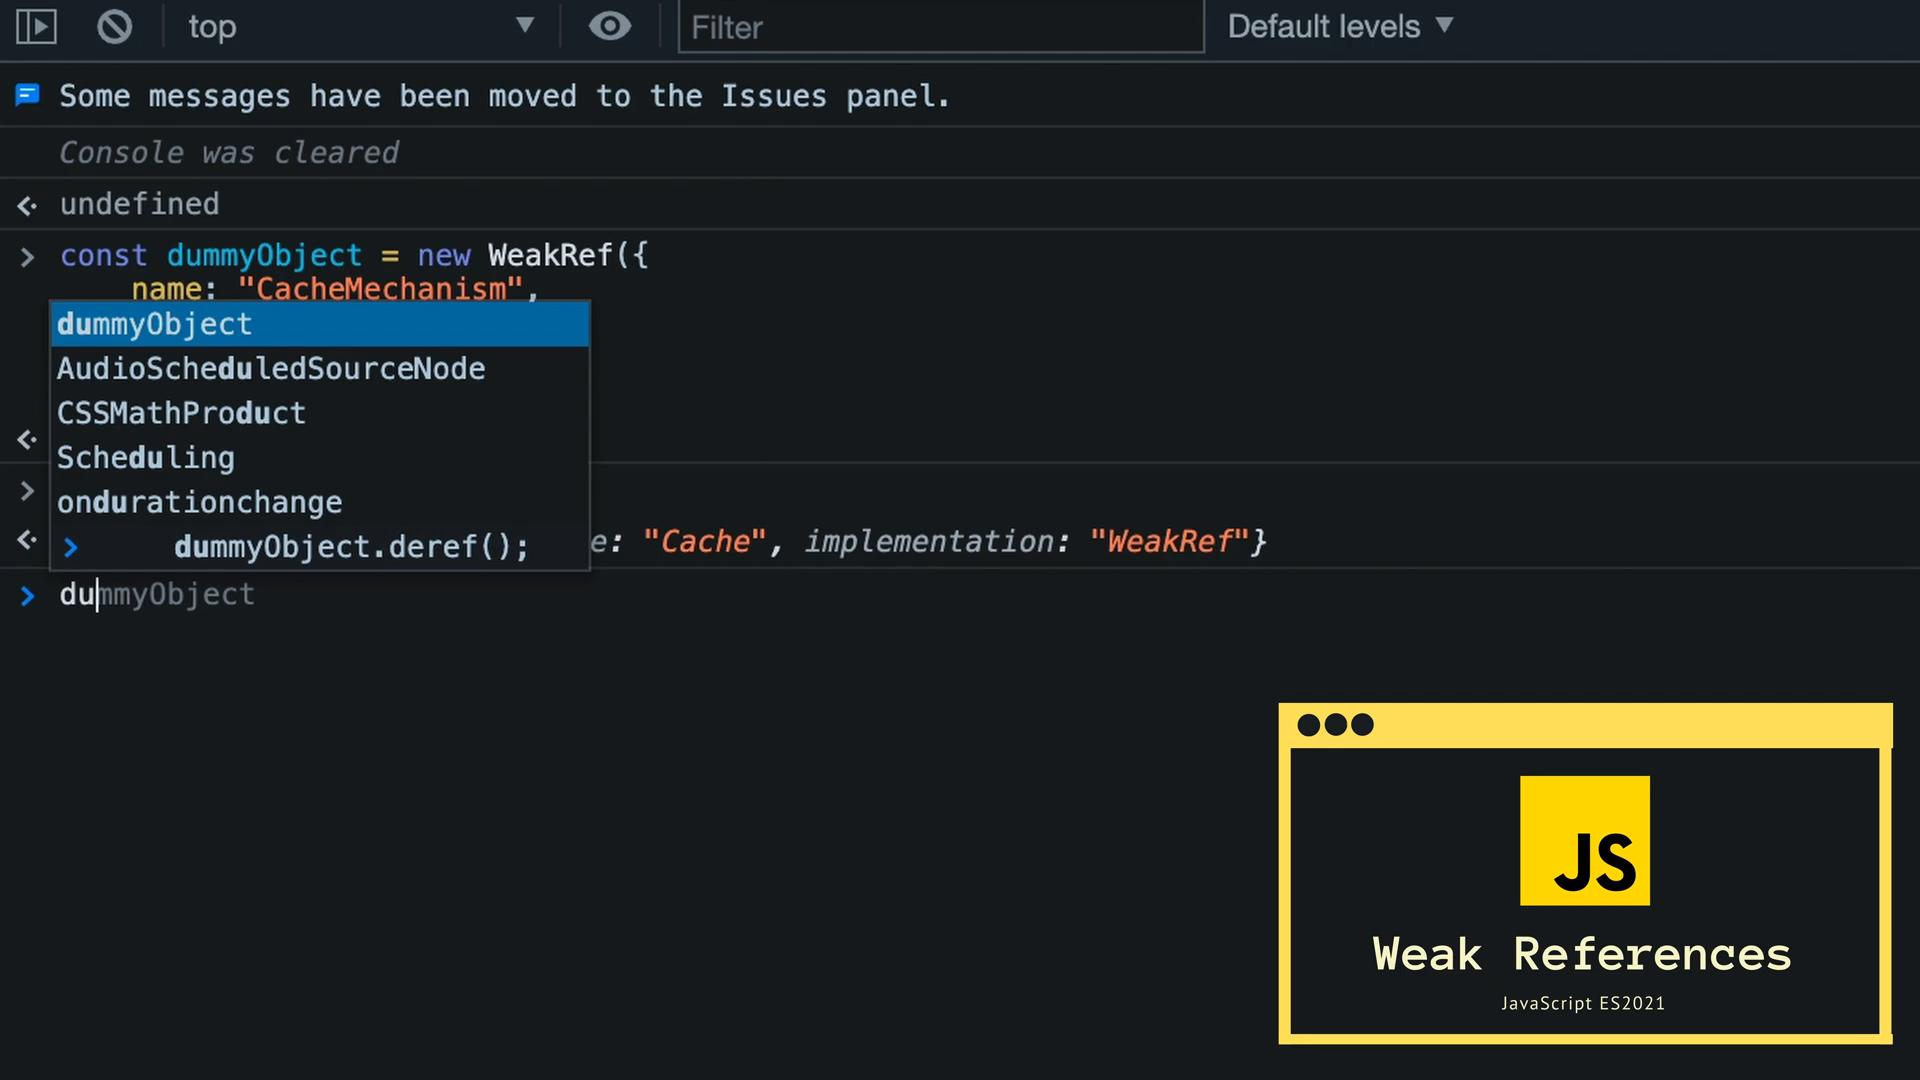 top
Filter
Default levels
Some messages have been moved to the Issues panel.
Console was cleared
undefined
const dummyObject = new WeakRef({
name: "CacheMechanism",
dummyObject
AudioScheduledSourceNode
CSSMathProduct
Scheduling
ondurationchange
> dummyObject.deref();
e: "Cache", implementation: "WeakRef"}
> dummyObject
JS
Weak References
JavaScript ES2021